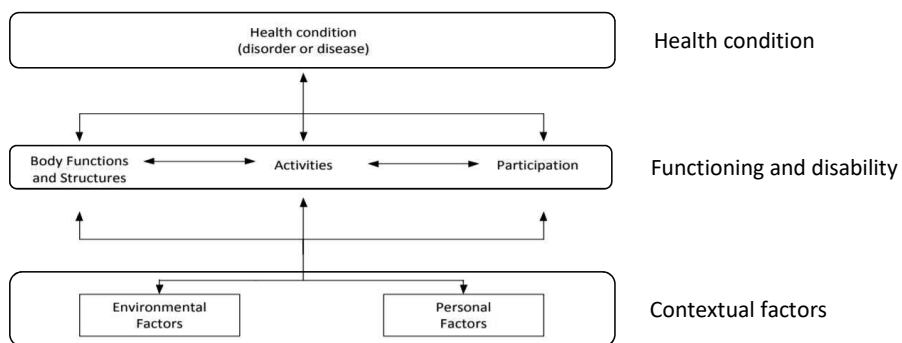 Health condition
(disorder or disease)
Health condition
Body Functions
and Structures
Activities
Participation
Functioning and disability
Environmental
Factors
Personal
Factors
Contextual factors